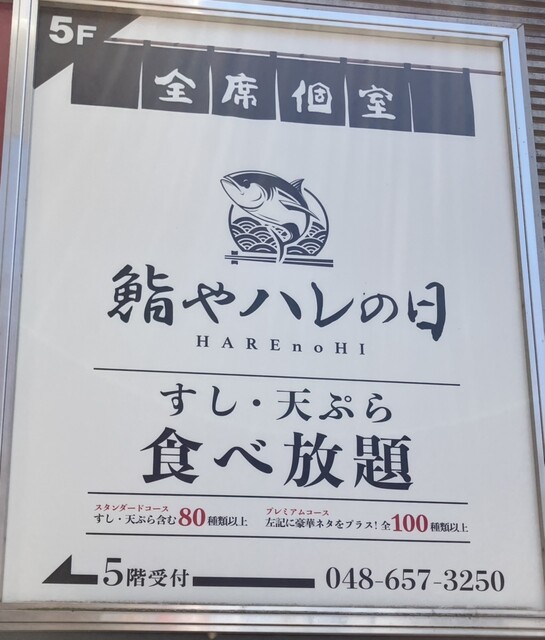 5F
全席個室
鮨やハレの日
HAREnoHI
すし・天ぷら
食べ放題
スタンダードコース
すし・天ぷら含む80種類以上
プレミアムコース
左記に豪華ネタをプラス!全100種類以上
5階受付
048-657-3250